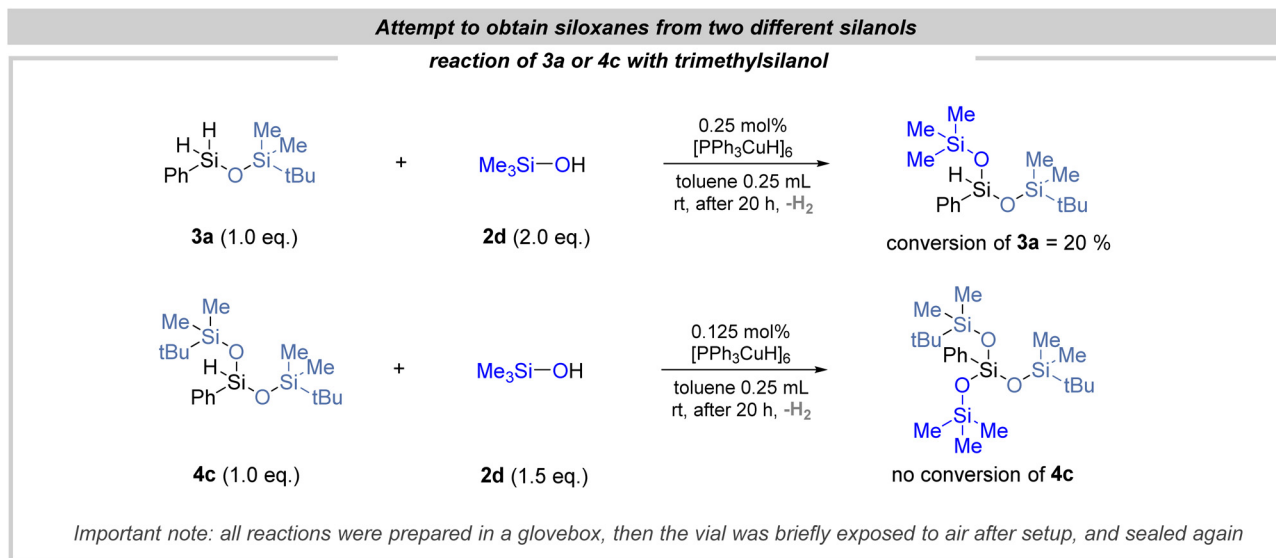 Attempt to obtain siloxanes from two different silanols
reaction of 3a or 4c with trimethylsilanol
H
H
Si
Ph
O
Me
Si
Me
tBu
+
Me3Si—OH
0.25 mol%
[PPh3CuH]6
toluene 0.25 mL
rt, after 20 h, -H2
Me
Me
Si
Me
O
H
Si
Ph
O
Me
Si
Me
tBu
3a (1.0 eq.)
2d (2.0 eq.)
conversion of 3a = 20 %
Me
Me
Si
tBu
O
H
Si
Ph
O
Me
Si
Me
tBu
+
Me3Si—OH
0.125 mol%
[PPh3CuH]6
toluene 0.25 mL
rt, after 20 h, -H2
Me
Me
Si
tBu
O
Ph
Si
O
Me
Si
Me
tBu
O
Si
Me
Me
Me
4c (1.0 eq.)
2d (1.5 eq.)
no conversion of 4c
Important note: all reactions were prepared in a glovebox, then the vial was briefly exposed to air after setup, and sealed again